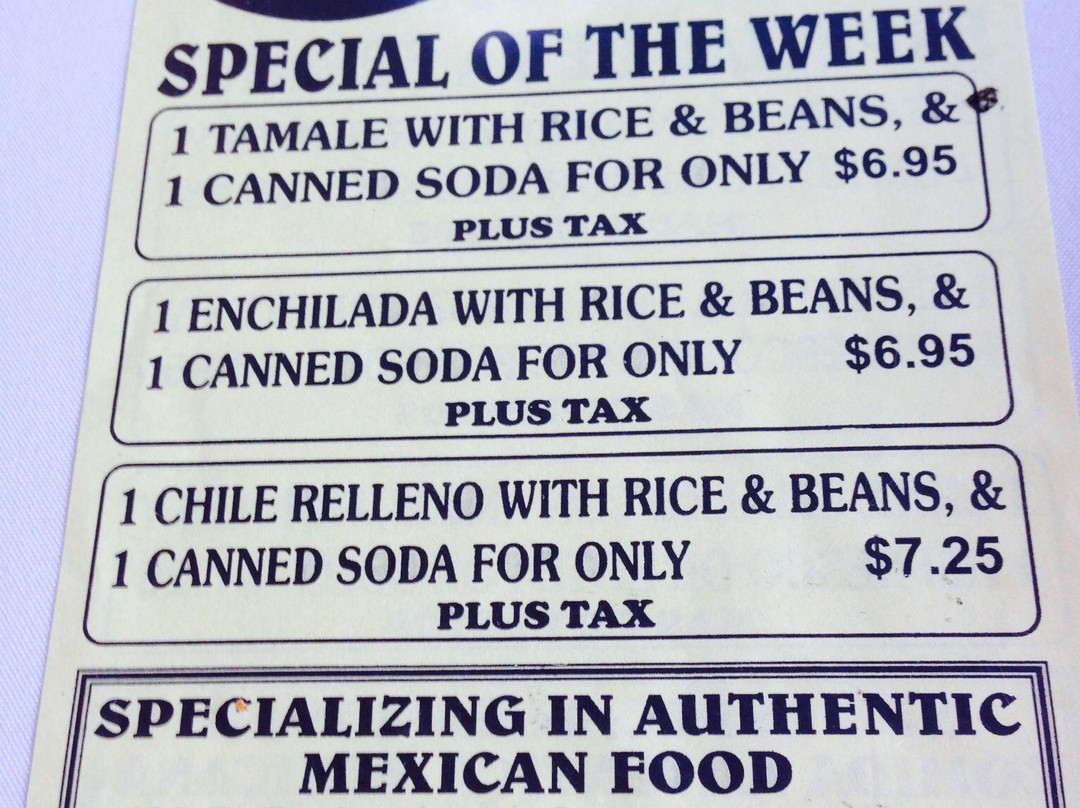 SPECIAL OF THE WEEK
1 TAMALE WITH RICE & BEANS, &
1 CANNED SODA FOR ONLY $6.95
PLUS TAX
1 ENCHILADA WITH RICE & BEANS, &
1 CANNED SODA FOR ONLY $6.95
PLUS TAX
1 CHILE RELLENO WITH RICE & BEANS, &
1 CANNED SODA FOR ONLY $7.25
PLUS TAX
SPECIALIZING IN AUTHENTIC
MEXICAN FOOD